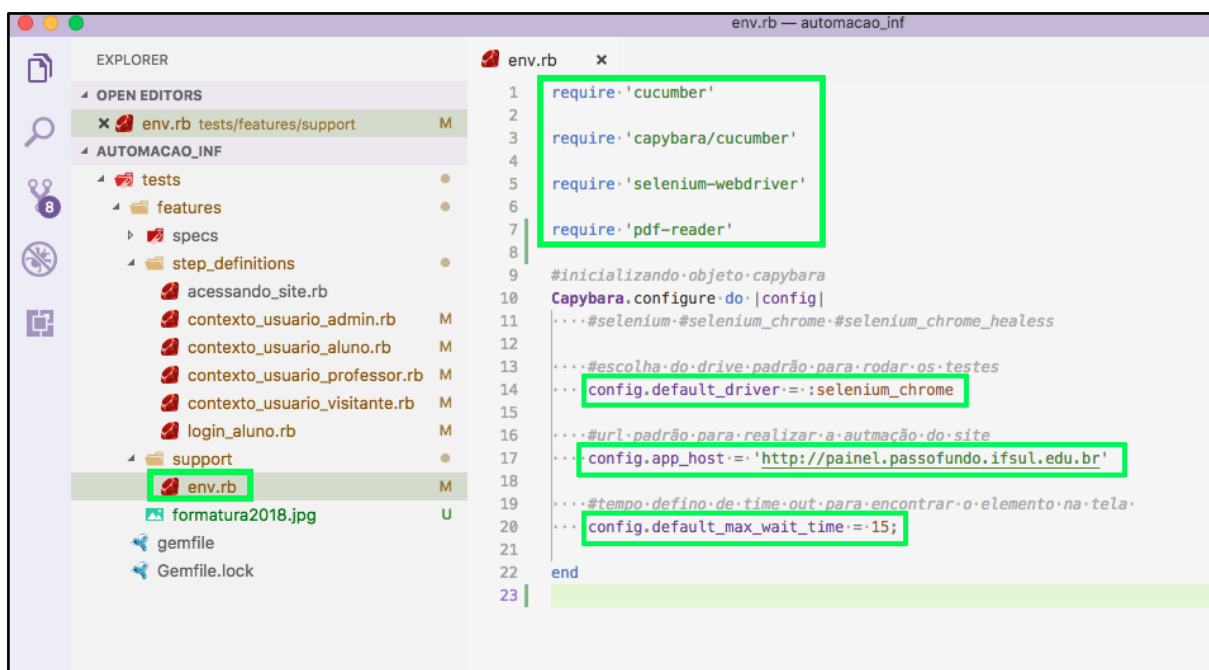 env.rb — automacao_inf
EXPLORER
OPEN EDITORS
env.rb tests/features/support M
AUTOMACAO_INF
tests
features
specs
step_definitions
acessando_site.rb
contexto_usuario_admin.rb M
contexto_usuario_aluno.rb M
contexto_usuario_professor.rb M
contexto_usuario_visitante.rb M
login_aluno.rb M
support
env.rb M
formatura2018.jpg U
gemfile
Gemfile.lock
8
env.rb ×
1 require 'cucumber'
2
3 require 'capybara/cucumber'
4
5 require 'selenium-webdriver'
6
7 require 'pdf-reader'
8
9 #inicializando objeto capybara
10 Capybara.configure do |config|
11 #selenium #selenium_chrome #selenium_chrome_healess
12
13 #escolha do drive padrão para rodar os testes
14 config.default_driver = :selenium_chrome
15
16 #url padrão para realizar a autmação do site
17 config.app_host = 'http://painel.passofundo.ifsul.edu.br'
18
19 #tempo defino de time out para encontrar o elemento na tela
20 config.default_max_wait_time = 15;
21
22 end
23